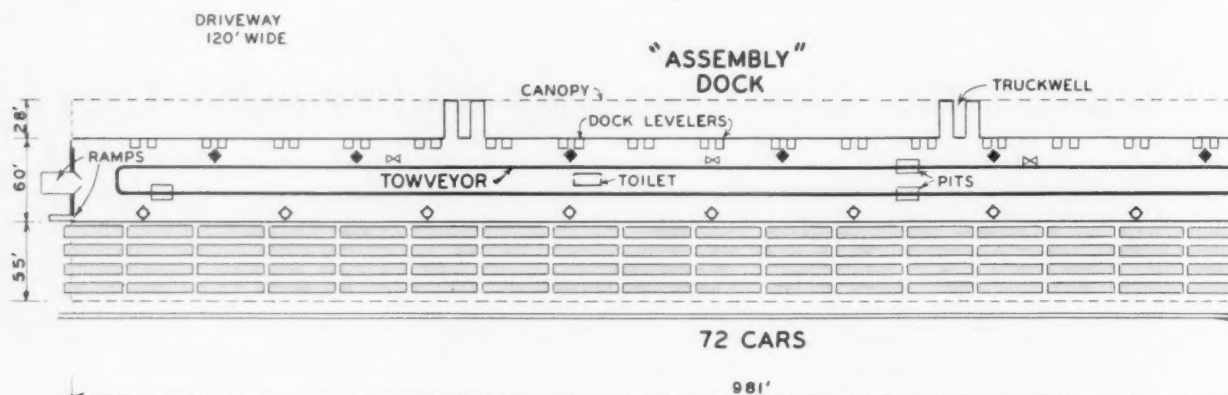 DRIVEWAY
120' WIDE
"ASSEMBLY"
DOCK
CANOPY
TRUCKWELL
28'
DOCK LEVELERS
RAMPS
60'
TOWVEYOR
TOILET
PITS
55'
72 CARS
981'